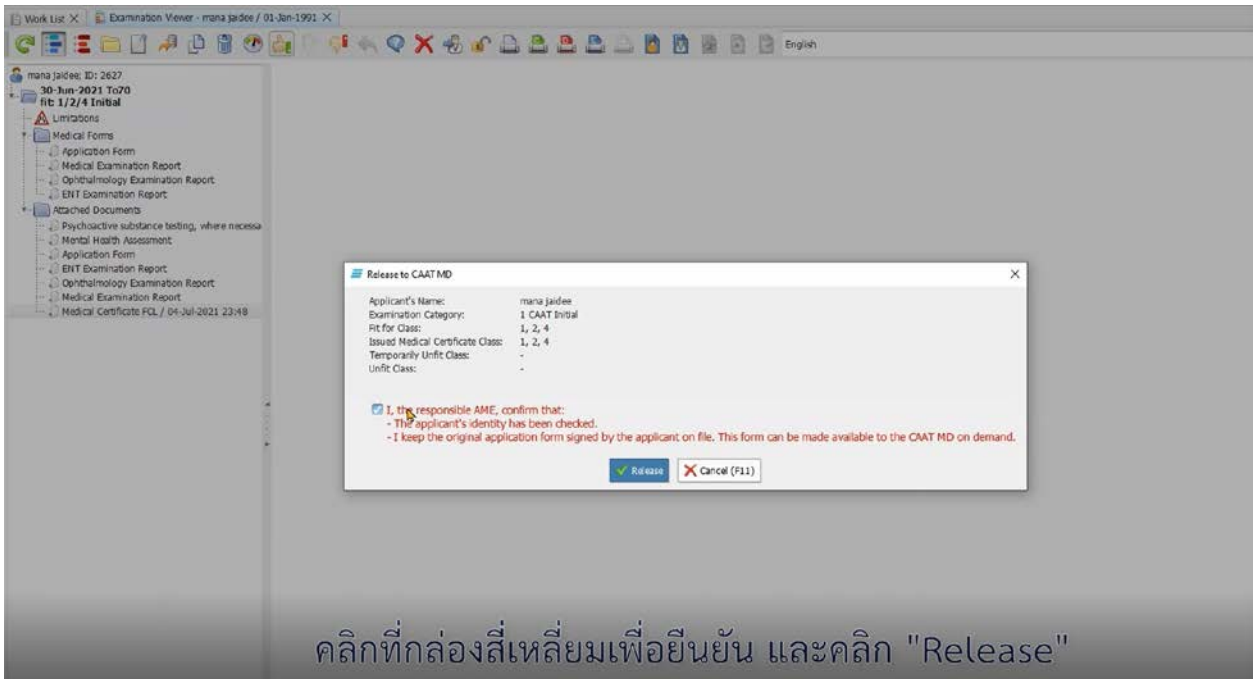 Work List
Examination Viewer - mana jaidee / 01-Jan-1991
English
mana jaidee; ID: 2627
30-Jun-2021 To70
fit: 1/2/4 Initial
Limitations
Medical Forms
Application Form
Medical Examination Report
Ophthalmology Examination Report
ENT Examination Report
Attached Documents
Psychoactive substance testing, where necessa
Mental Health Assessment
Application Form
ENT Examination Report
Ophthalmology Examination Report
Medical Examination Report
Medical Certificate FCL / 04-Jul-2021 23:48
Release to CAAT MD
Applicant's Name: mana jaidee
Examination Category: 1 CAAT Initial
Fit for Class: 1, 2, 4
Issued Medical Certificate Class: 1, 2, 4
Temporarily Unfit Class: -
Unfit Class: -
I, the responsible AME, confirm that:
- The applicant's identity has been checked.
- I keep the original application form signed by the applicant on file. This form can be made available to the CAAT MD on demand.
Release Cancel (F11)
คลิกที่กล่องสี่เหลี่ยมเพื่อยืนยัน และคลิก "Release"